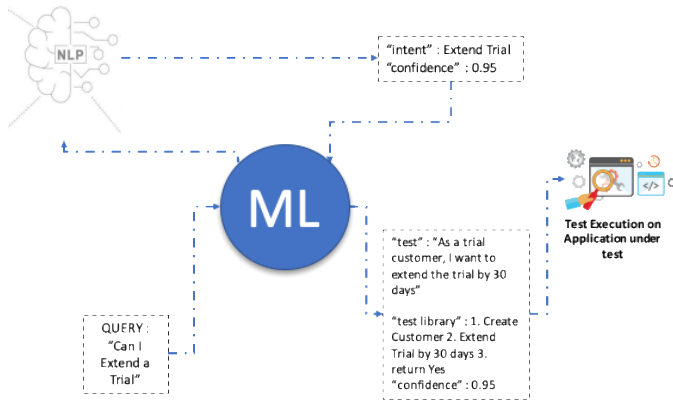 NLP
“intent” : Extend Trial
“confidence” : 0.95
ML
“test” : “As a trial
customer, I want to
extend the trial by 30
days”
“test library” : 1. Create
Customer 2. Extend
Trial by 30 days 3.
return Yes
“confidence” : 0.95
</>
Test Execution on
Application under
test
QUERY :
“Can I
Extend a
Trial”